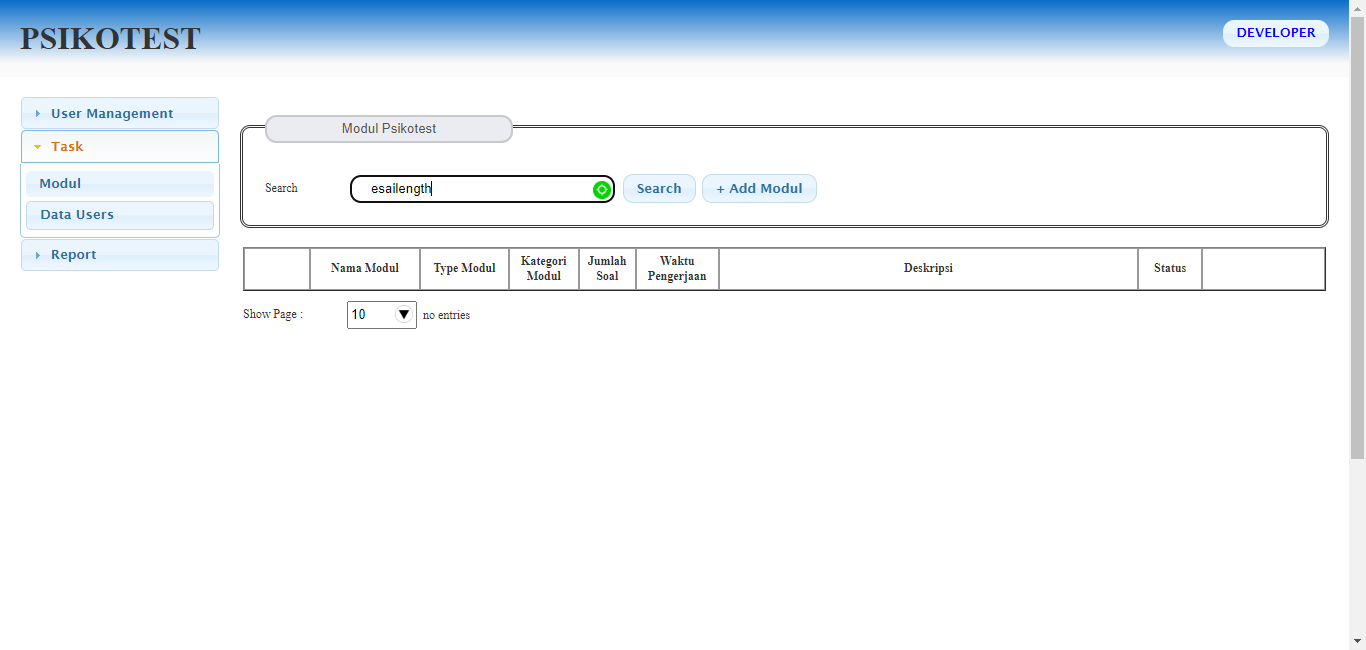 PSIKOTEST
DEVELOPER
User Management
Task
Modul
Data Users
Report
Modul Psikotest
Search
esailength
Search
+ Add Modul
Nama Modul
Type Modul
Kategori
Modul
Jumlah
Soal
Waktu
Pengerjaan
Deskripsi
Status
Show Page :
10
no entries